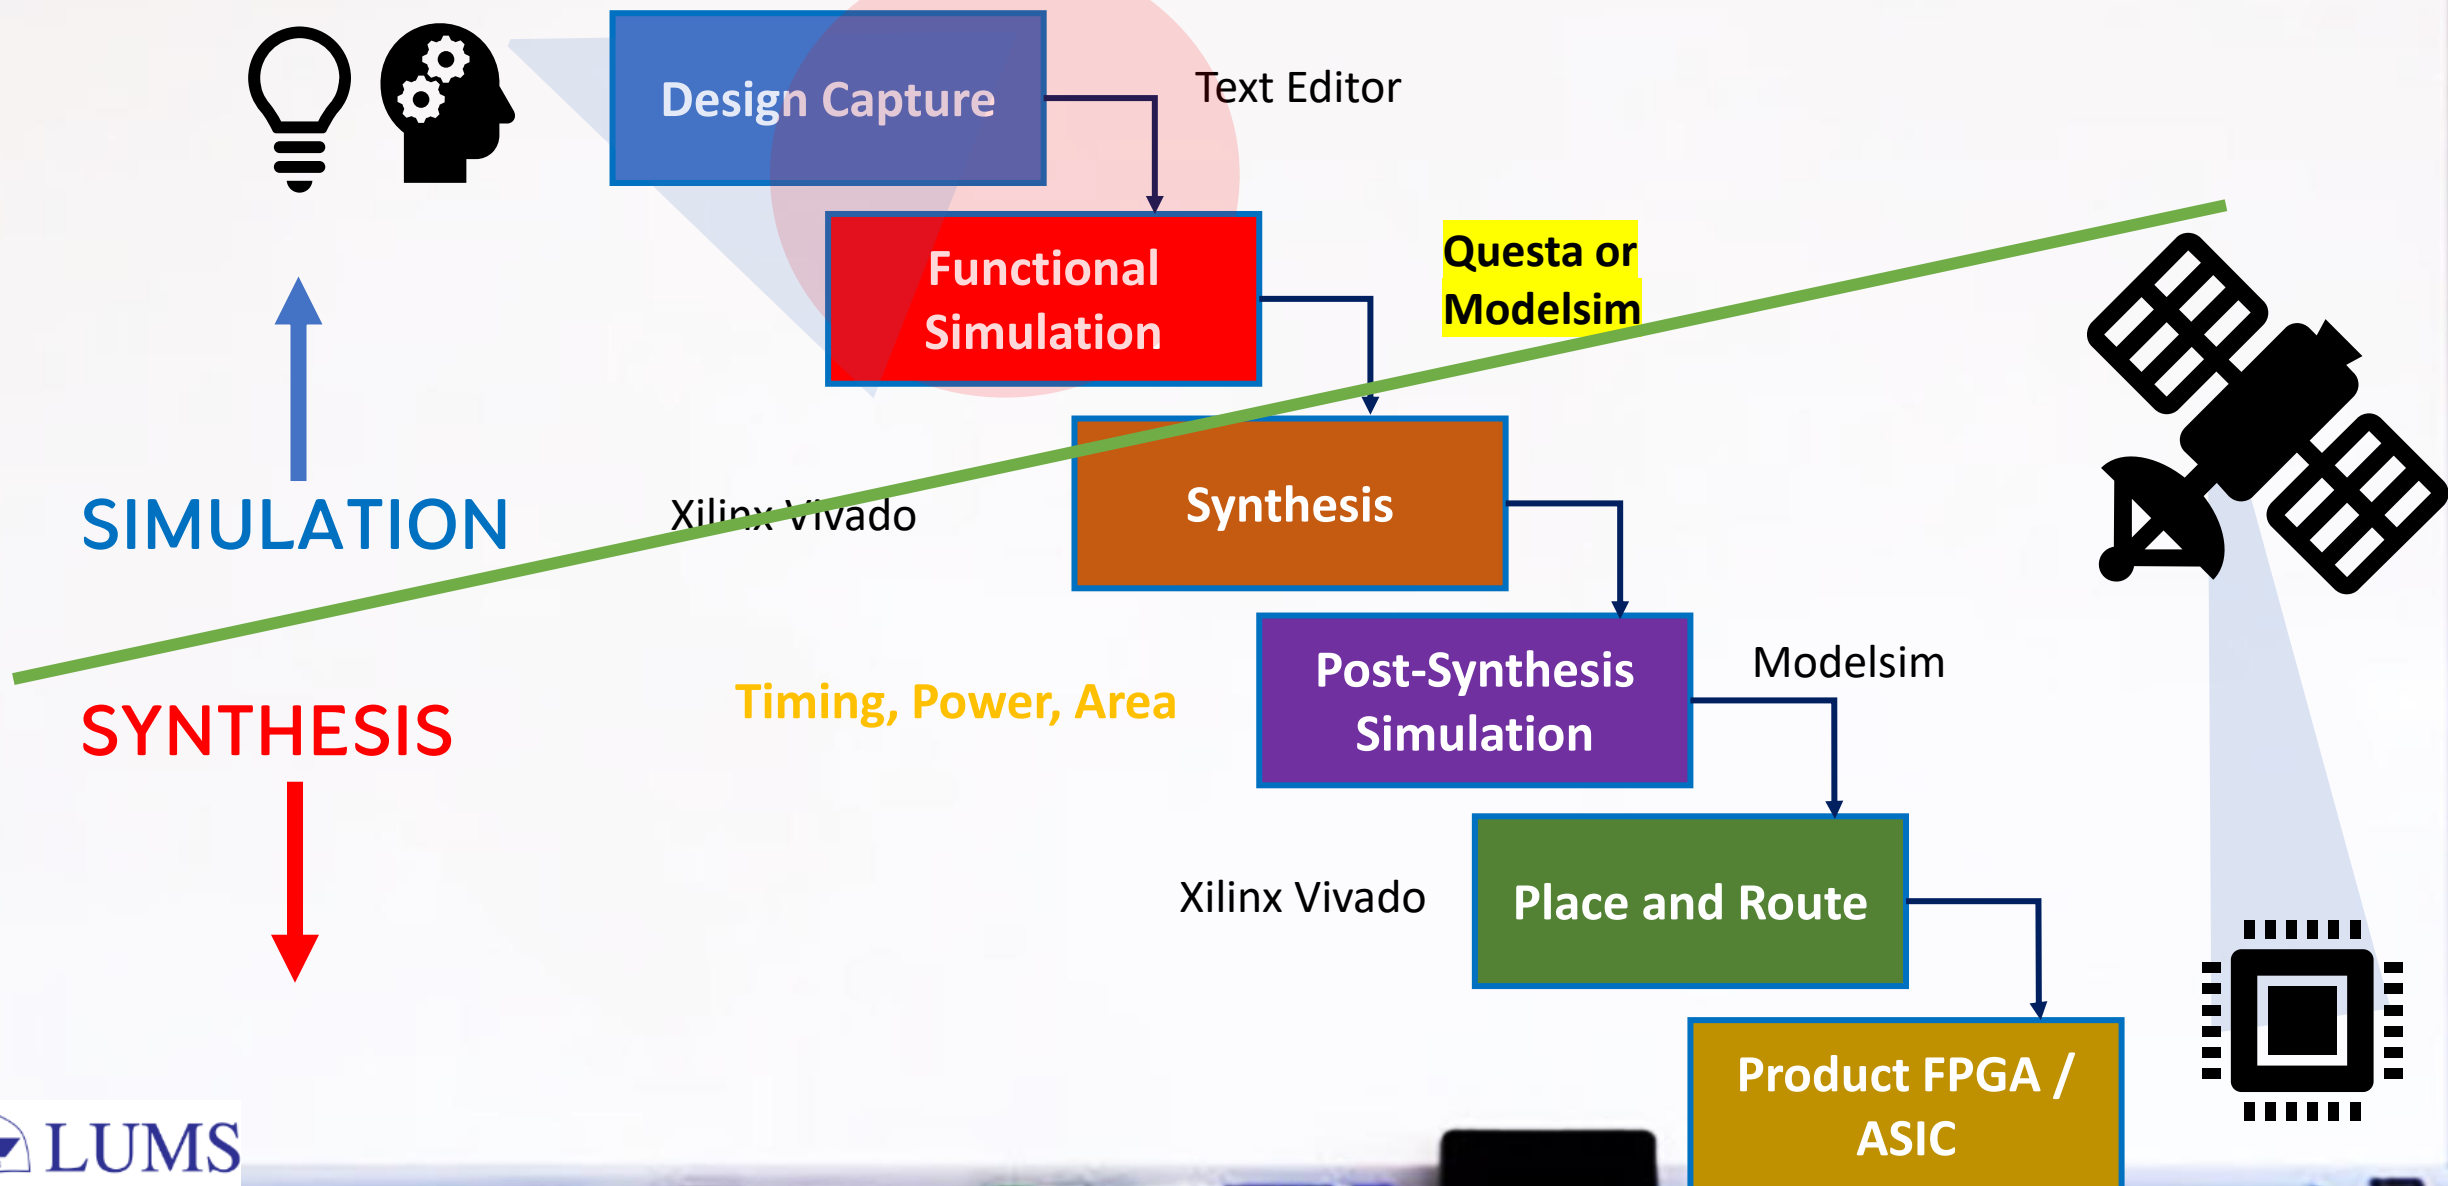 Design Capture
Text Editor
Functional
Simulation
Questa or
Modelsim
SIMULATION
Xilinx Vivado
Synthesis
SYNTHESIS
Timing, Power, Area
Post-Synthesis
Simulation
Modelsim
Xilinx Vivado
Place and Route
Product FPGA /
ASIC
LUMS